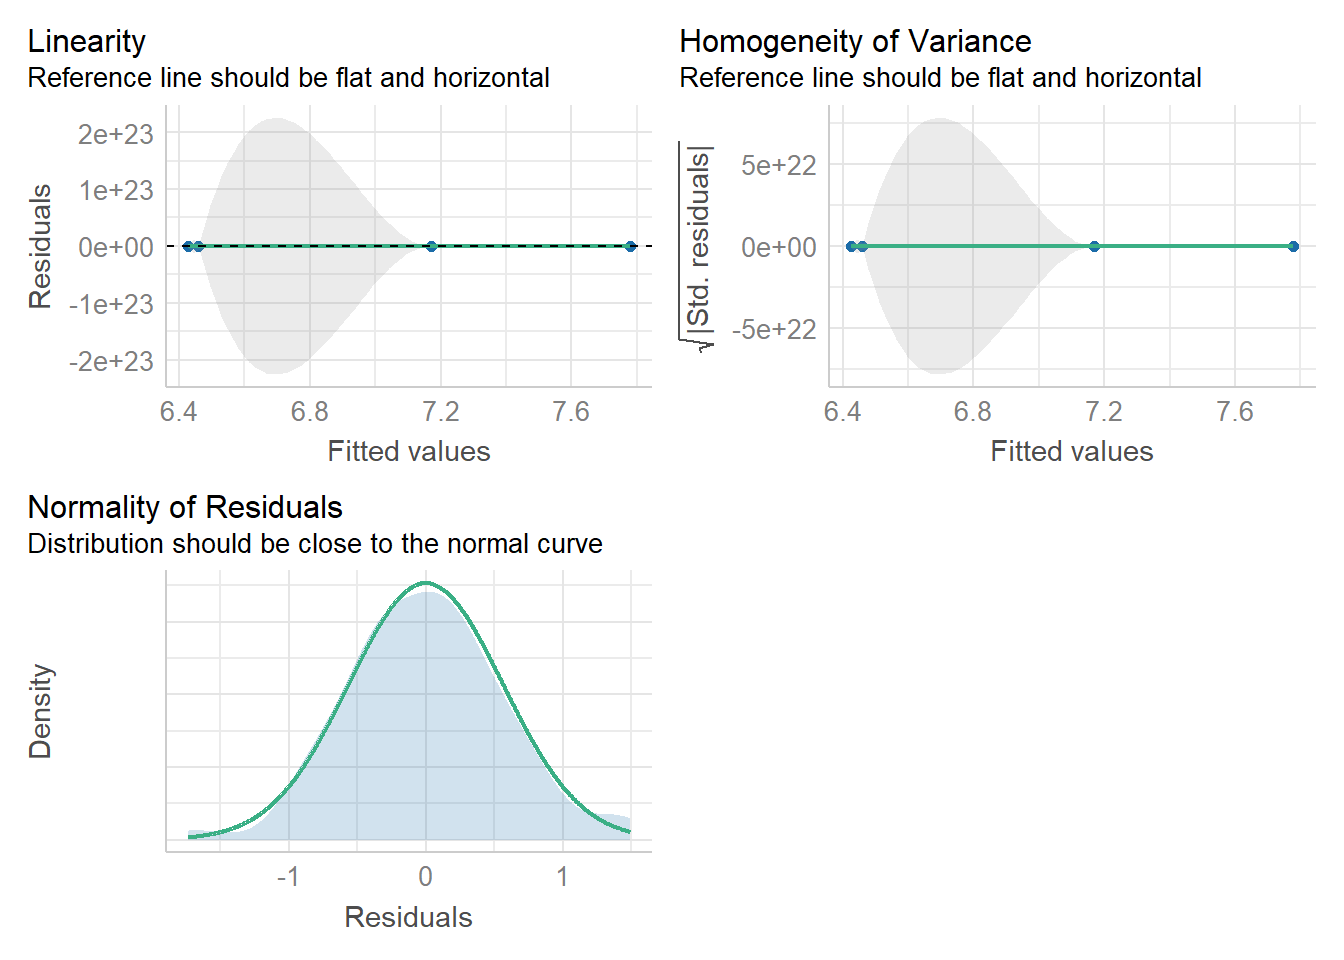 Linearity
Reference line should be flat and horizontal
Residuals
2e+23
1e+23
0e+00
-1e+23
-2e+23
6.4 6.8 7.2 7.6
Fitted values
Homogeneity of Variance
Reference line should be flat and horizontal
√|Std. residuals|
5e+22
0e+00
-5e+22
6.4 6.8 7.2 7.6
Fitted values
Normality of Residuals
Distribution should be close to the normal curve
Density
-1 0 1
Residuals